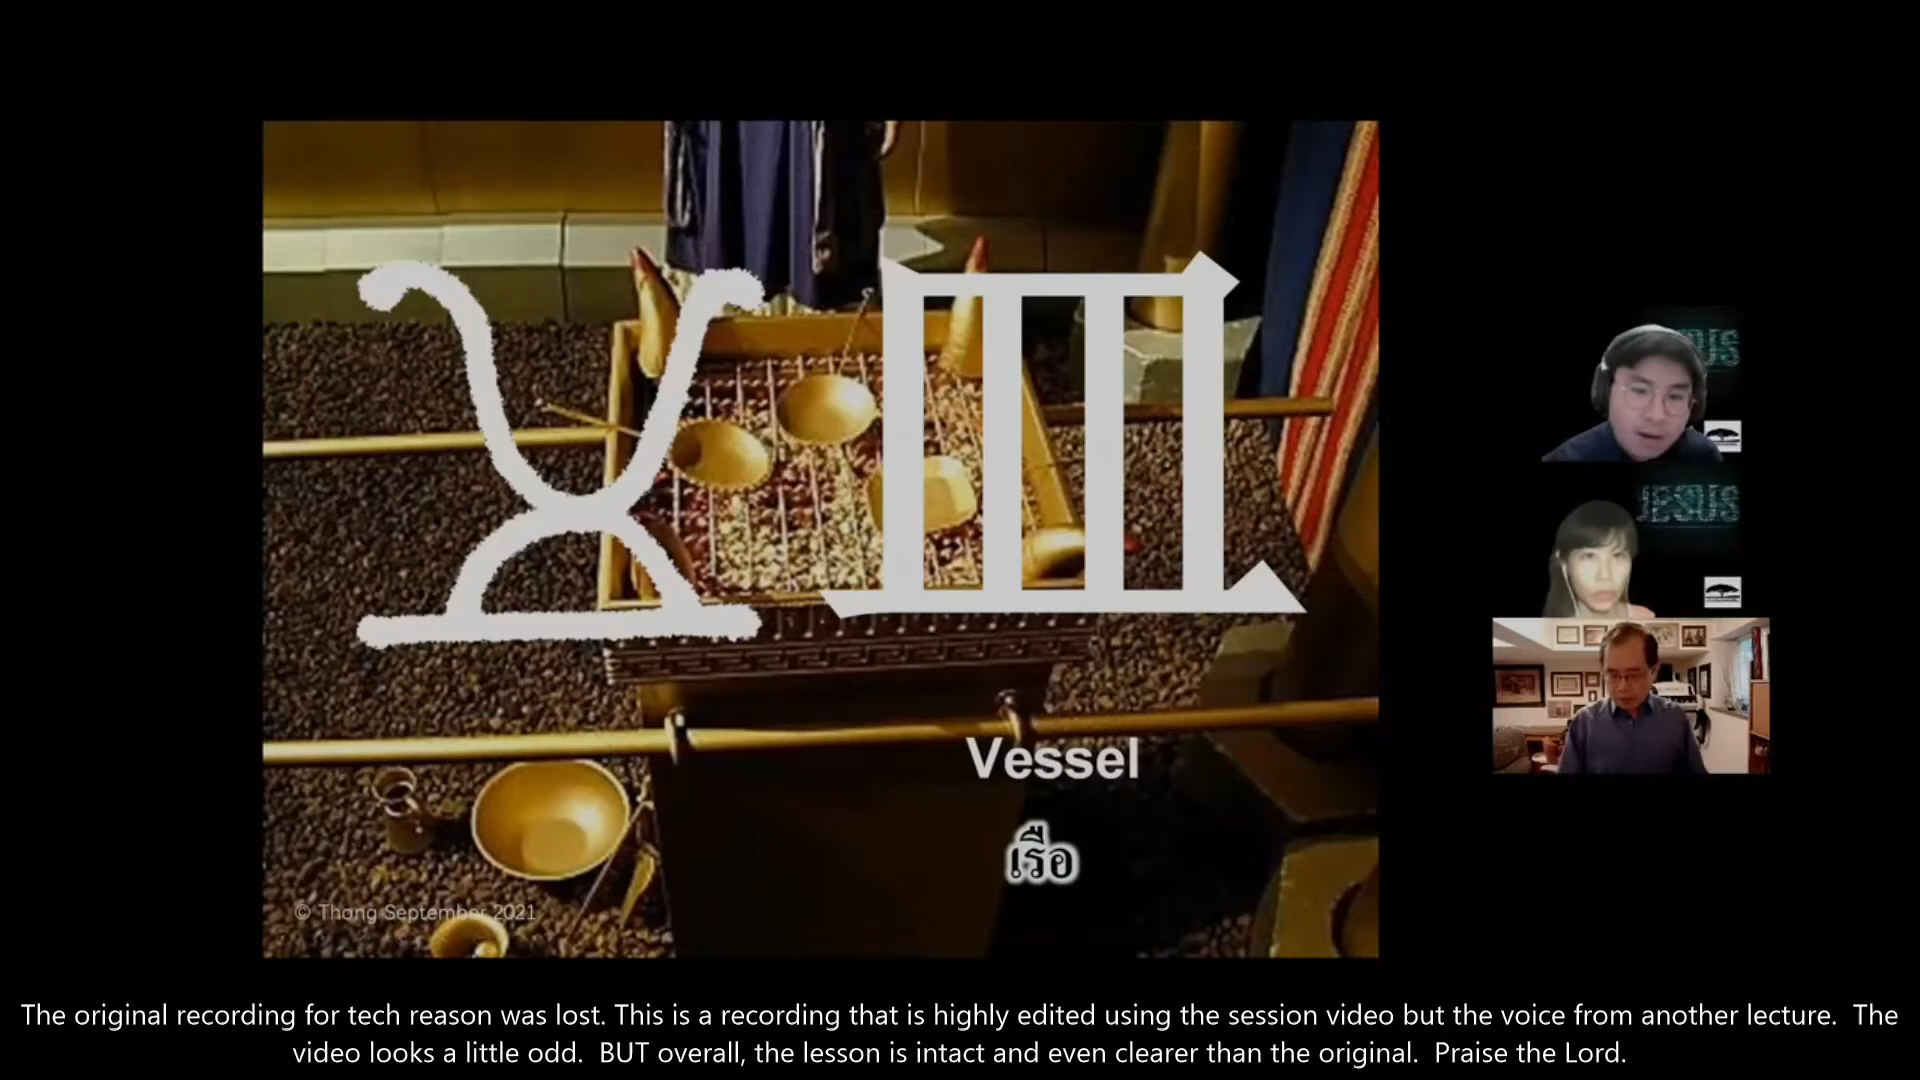 皿
Vessel
เรือ
© Thong September 2021
JESUS
The original recording for tech reason was lost. This is a recording that is highly edited using the session video but the voice from another lecture. The
video looks a little odd. BUT overall, the lesson is intact and even clearer than the original. Praise the Lord.